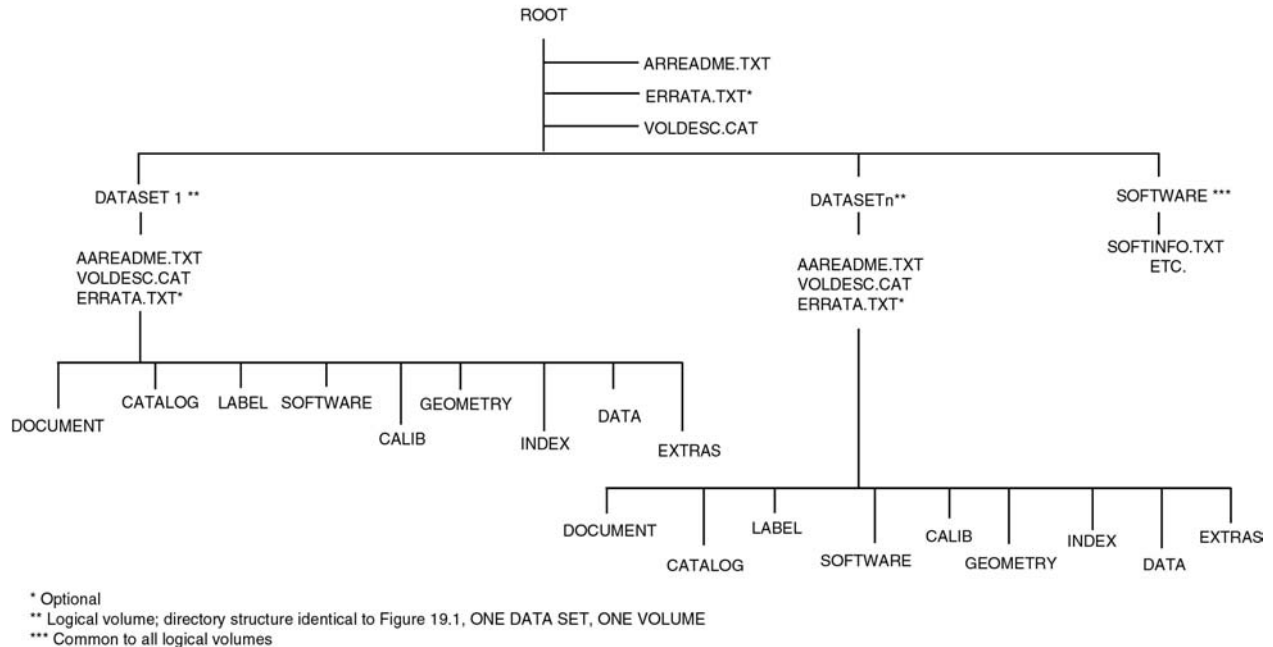 ROOT
ARREADME.TXT
ERRATA.TXT*
VOLDESC.CAT
DATASET 1 **
DATASETn**
SOFTWARE ***
AAREADME.TXT
VOLDESC.CAT
ERRATA.TXT*
AAREADME.TXT
VOLDESC.CAT
ERRATA.TXT*
SOFTINFO.TXT
ETC.
DOCUMENT
CATALOG
LABEL
SOFTWARE
CALIB
GEOMETRY
INDEX
DATA
EXTRAS
DOCUMENT
CATALOG
LABEL
SOFTWARE
CALIB
GEOMETRY
INDEX
DATA
EXTRAS
* Optional
** Logical volume; directory structure identical to Figure 19.1, ONE DATA SET, ONE VOLUME
*** Common to all logical volumes